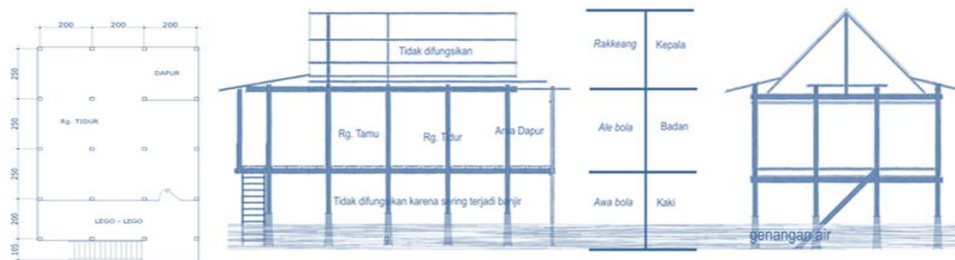 200 200 200
250
250
250
200
105
DAPUR
Rg. TIDUR
LEGO - LEGO
Tidak difungsikan
Rg. Tamu
Rg. Tidur
Area Dapur
Tidak difungsikan karena sering terjadi banjir
Rakkeang Kepala
Ale bola Badan
Awa bola Kaki
genangan air